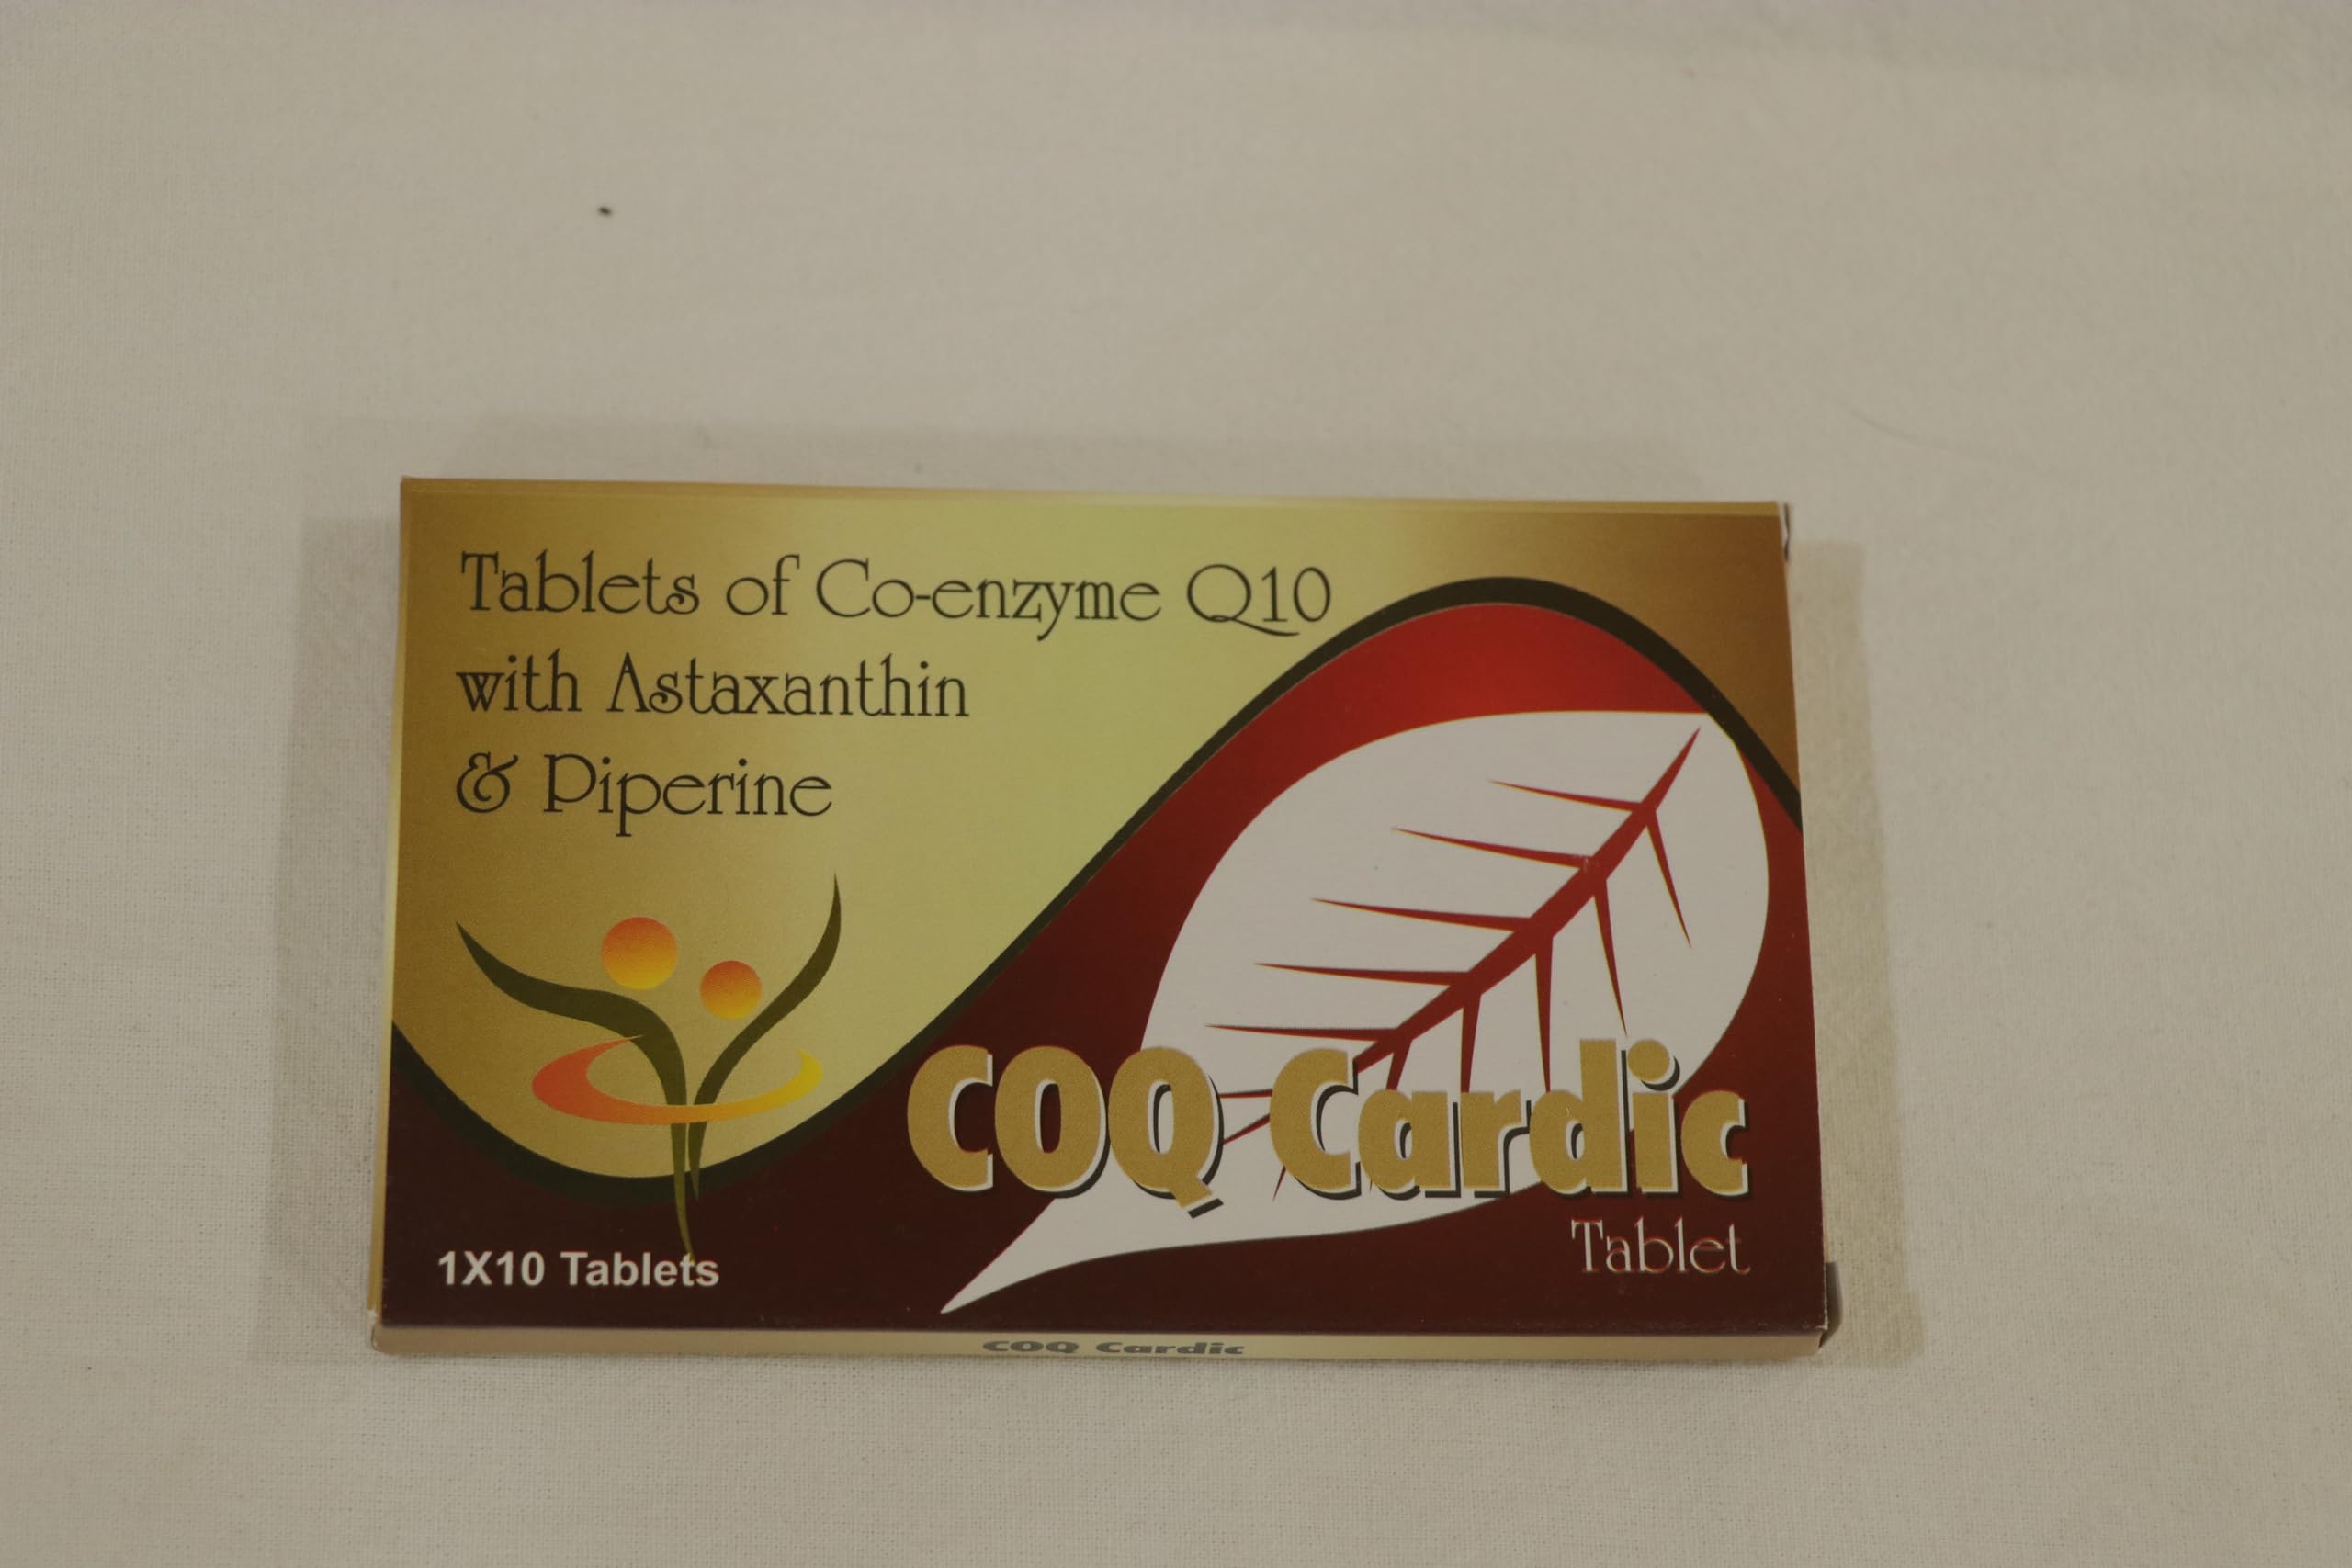 Tablets of Co-enzyme Q10
with Astaxanthin
& Piperine
COQ Cardic
Tablet
1X10 Tablets
COQ Cardic